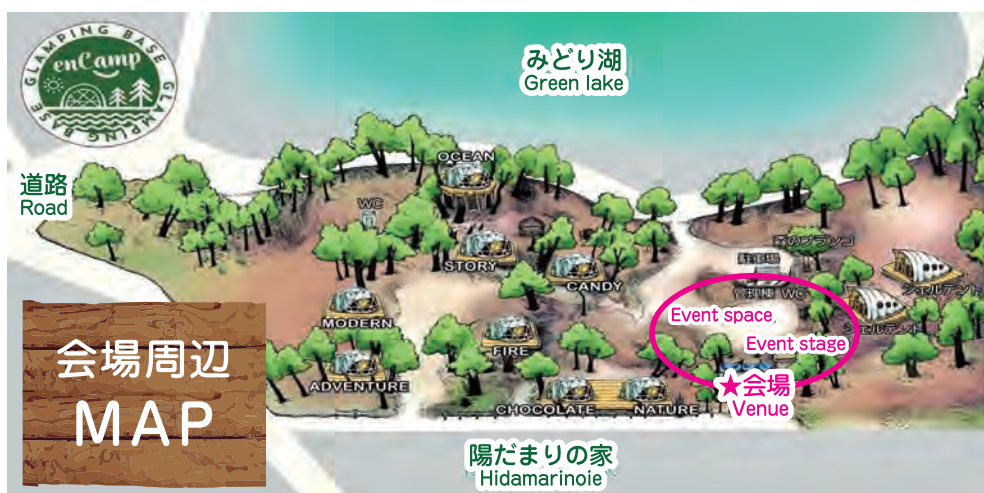 GLAMPING BASE
enCamp
GLAMPING BASE
みどり湖
Green lake
道路
Road
OCEAN
WC
STORY
CANDY
森のブランコ
駐車場
管理棟 WC
シェルテント
シェルテント
MODERN
FIRE
ADVENTURE
CHOCOLATE
NATURE
Event space,
Event stage
★会場
Venue
会場周辺
MAP
陽だまりの家
Hidamarinoie